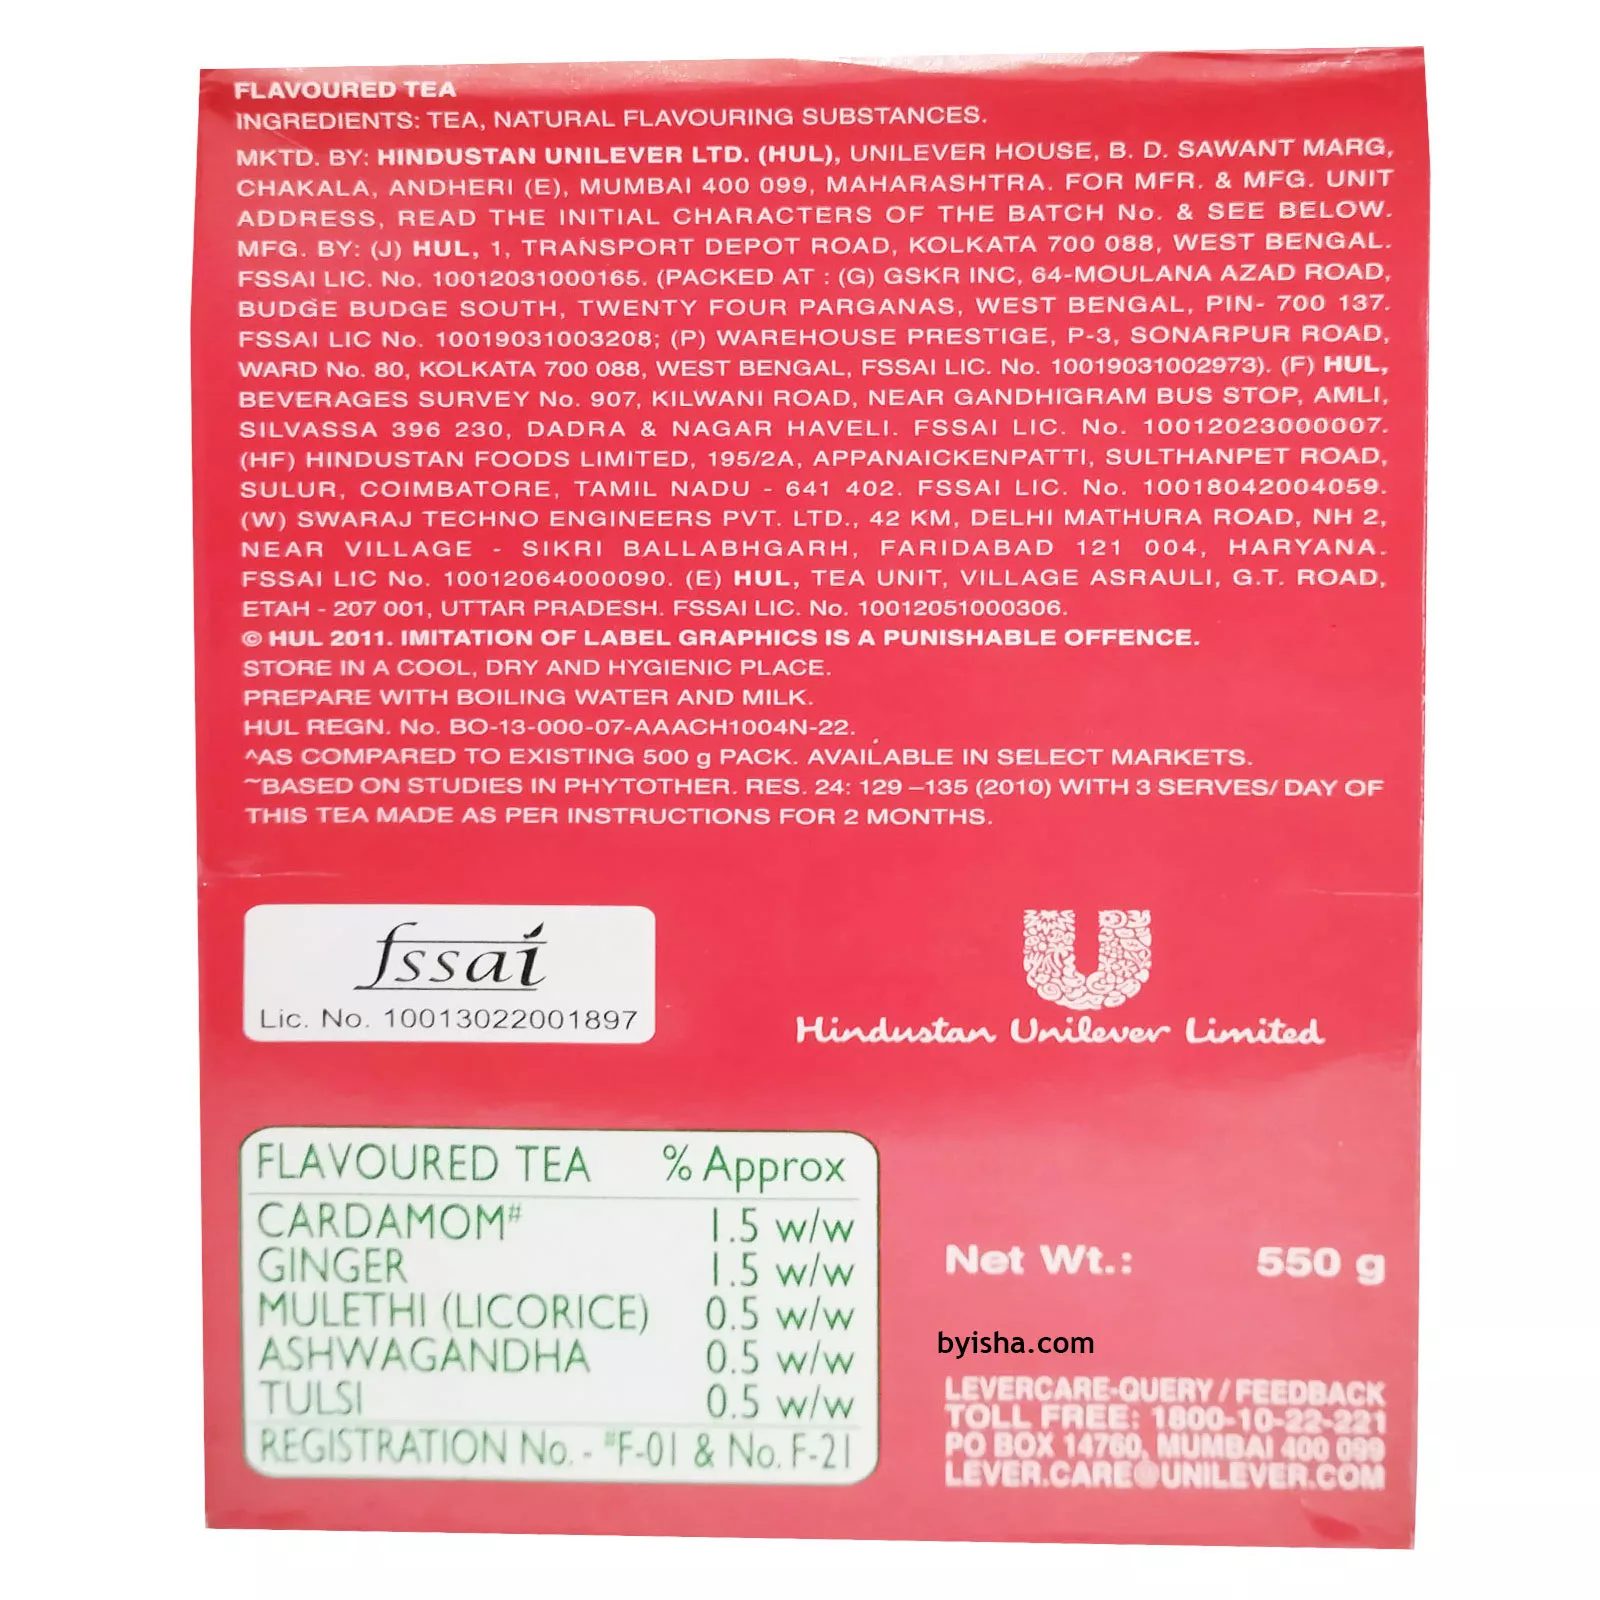 FLAVOURED TEA
INGREDIENTS: TEA, NATURAL FLAVOURING SUBSTANCES.
MKTD. BY: HINDUSTAN UNILEVER LTD. (HUL), UNILEVER HOUSE, B. D. SAWANT MARG,
CHAKALA, ANDHERI (E), MUMBAI 400 099, MAHARASHTRA. FOR MFR. & MFG. UNIT
ADDRESS, READ THE INITIAL CHARACTERS OF THE BATCH No. & SEE BELOW.
MFG. BY: (J) HUL, 1, TRANSPORT DEPOT ROAD, KOLKATA 700 088, WEST BENGAL.
FSSAI LIC. No. 10012031000165. (PACKED AT : (G) GSKR INC, 64-MOULANA AZAD ROAD,
BUDGE BUDGE SOUTH, TWENTY FOUR PARGANAS, WEST BENGAL, PIN- 700 137.
FSSAI LIC No. 10019031003208; (P) WAREHOUSE PRESTIGE, P-3, SONARPUR ROAD,
WARD No. 80, KOLKATA 700 088, WEST BENGAL, FSSAI LIC. No. 10019031002973). (F) HUL,
BEVERAGES SURVEY No. 907, KILWANI ROAD, NEAR GANDHIGRAM BUS STOP, AMLI,
SILVASSA 396 230, DADRA & NAGAR HAVELI. FSSAI LIC. No. 10012023000007.
(HF) HINDUSTAN FOODS LIMITED, 195/2A, APPANAICKENPATTI, SULTHANPET ROAD,
SULUR, COIMBATORE, TAMIL NADU - 641 402. FSSAI LIC. No. 10018042004059.
(W) SWARAJ TECHNO ENGINEERS PVT. LTD., 42 KM, DELHI MATHURA ROAD, NH 2,
NEAR VILLAGE - SIKRI BALLABHGARH, FARIDABAD 121 004, HARYANA.
FSSAI LIC No. 10012064000090. (E) HUL, TEA UNIT, VILLAGE ASRAULI, G.T. ROAD,
ETAH - 207 001, UTTAR PRADESH. FSSAI LIC. No. 10012051000306.
© HUL 2011. IMITATION OF LABEL GRAPHICS IS A PUNISHABLE OFFENCE.
STORE IN A COOL, DRY AND HYGIENIC PLACE.
PREPARE WITH BOILING WATER AND MILK.
HUL REGN. No. BO-13-000-07-AAACH1004N-22.
^AS COMPARED TO EXISTING 500 g PACK. AVAILABLE IN SELECT MARKETS.
~BASED ON STUDIES IN PHYTOTHER. RES. 24: 129 –135 (2010) WITH 3 SERVES/ DAY OF
THIS TEA MADE AS PER INSTRUCTIONS FOR 2 MONTHS.
fssai
Lic. No. 10013022001897
Hindustan Unilever Limited
FLAVOURED TEA % Approx
CARDAMOM# 1.5 w/w
GINGER 1.5 w/w
MULETHI (LICORICE) 0.5 w/w
ASHWAGANDHA 0.5 w/w
TULSI 0.5 w/w
REGISTRATION No. - #F-01 & No. F-21
Net Wt.: 550 g
byisha.com
LEVERCARE-QUERY / FEEDBACK
TOLL FREE: 1800-10-22-221
PO BOX 14760, MUMBAI 400 099
LEVER.CARE@UNILEVER.COM